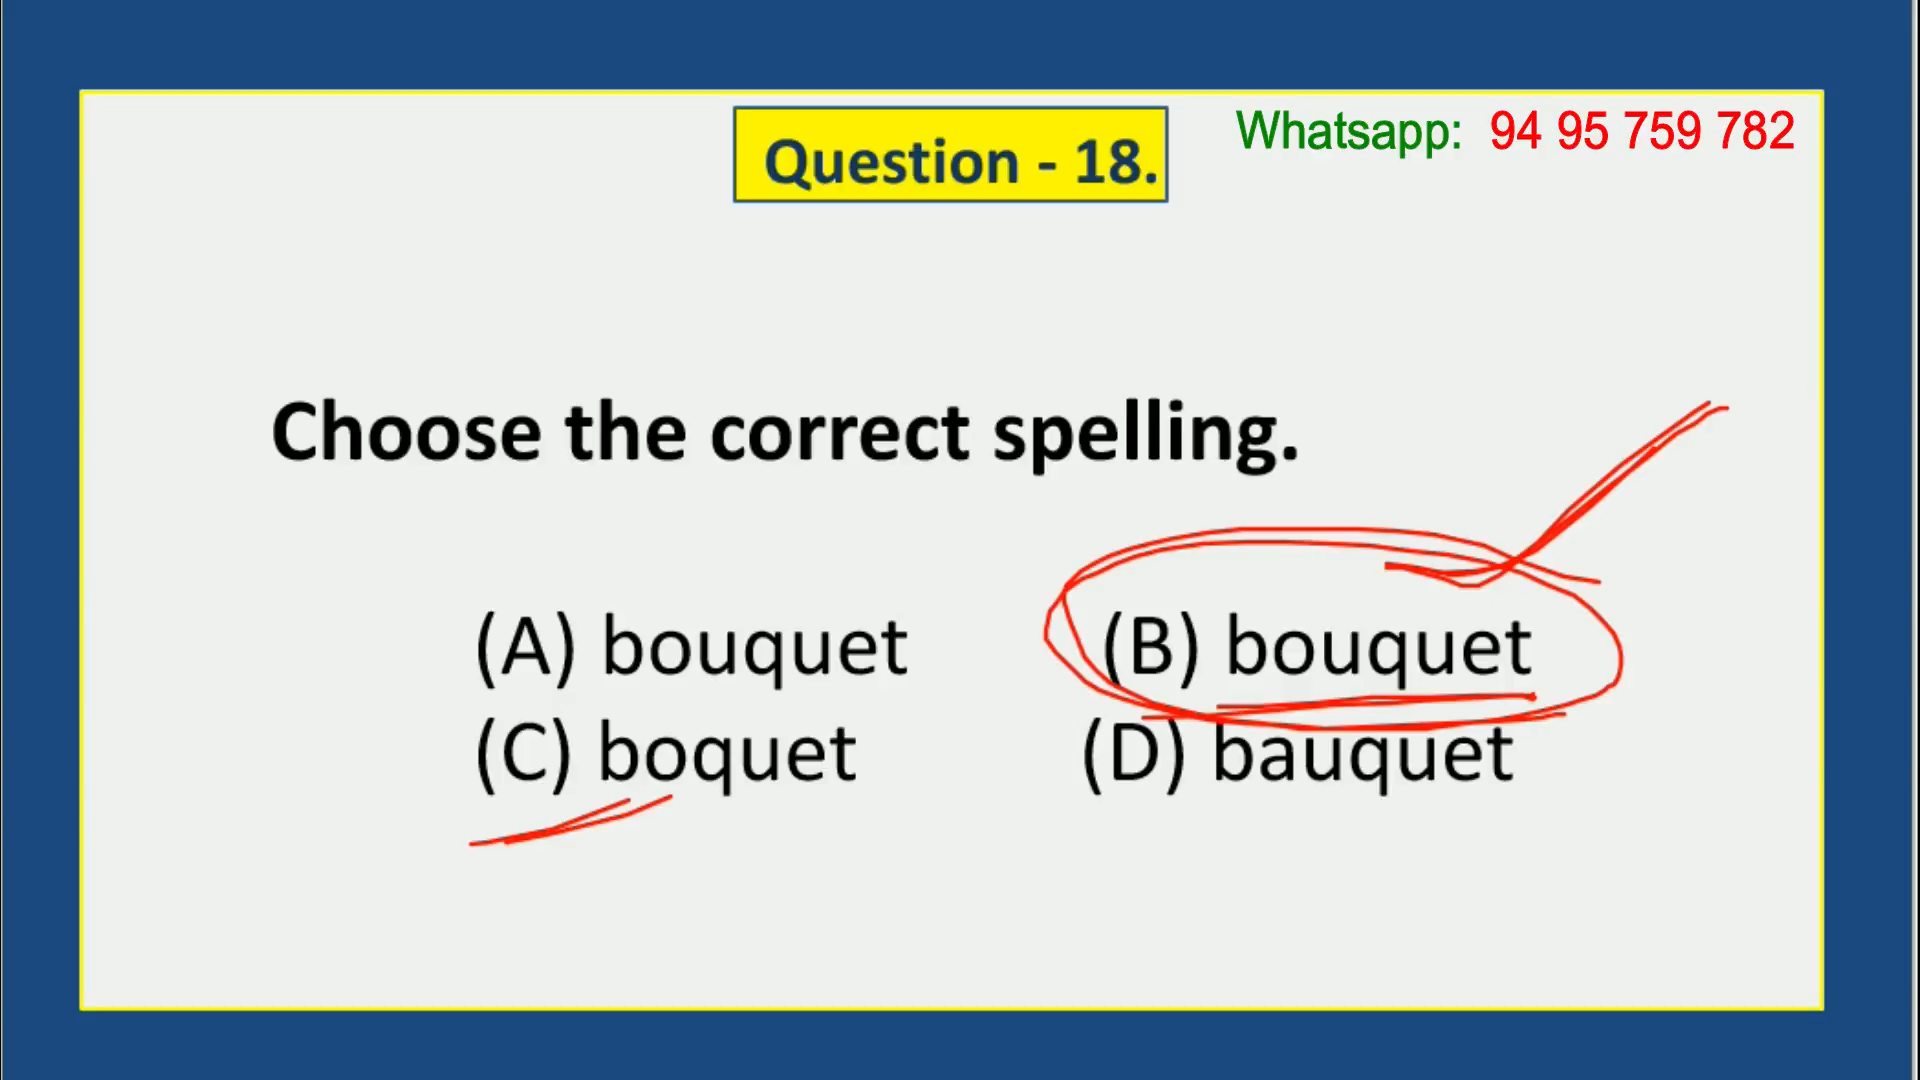 Question - 18.
Whatsapp: 94 95 759 782
Choose the correct spelling.
(A) bouquet (B) bouquet
(C) boquet (D) bauquet